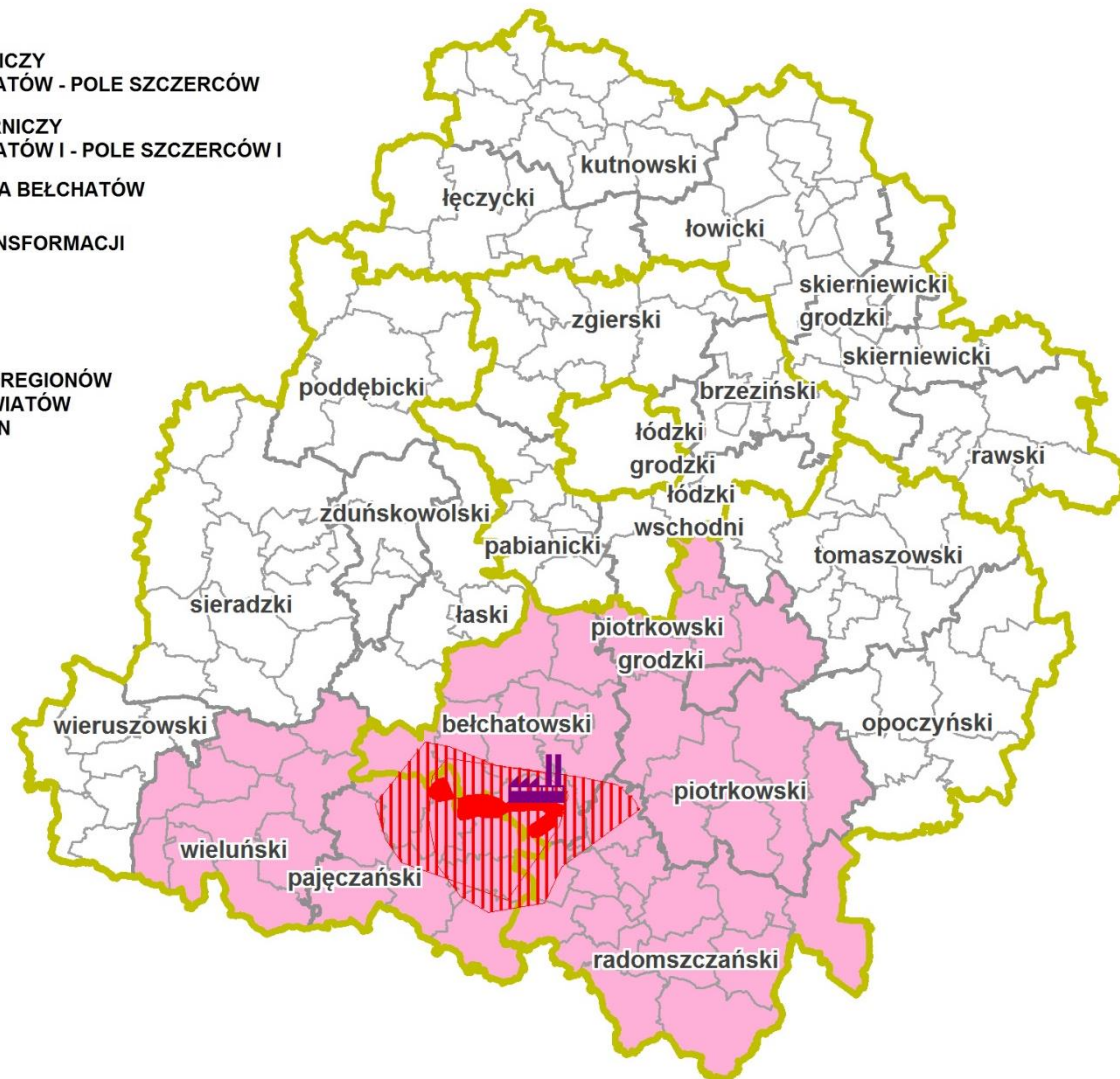 ICZY
ATÓW - POLE SZCZERCÓW
RNICZY
ATÓW I - POLE SZCZERCÓW I
A BEŁCHATÓW
NSFORMACJI
REGIONÓW
WIATÓW
N
kutnowski
łęczycki
łowicki
skierniewicki
grodzki
zgierski
skierniewicki
poddębicki
brzeziński
łódzki
grodzki
rawski
łódzki
wschodni
zduńskowolski
pabianicki
tomaszowski
sieradzki
łaski
piotrkowski
grodzki
wieruszowski
bełchatowski
opoczyński
piotrkowski
wieluński
pajęczański
radomszczański